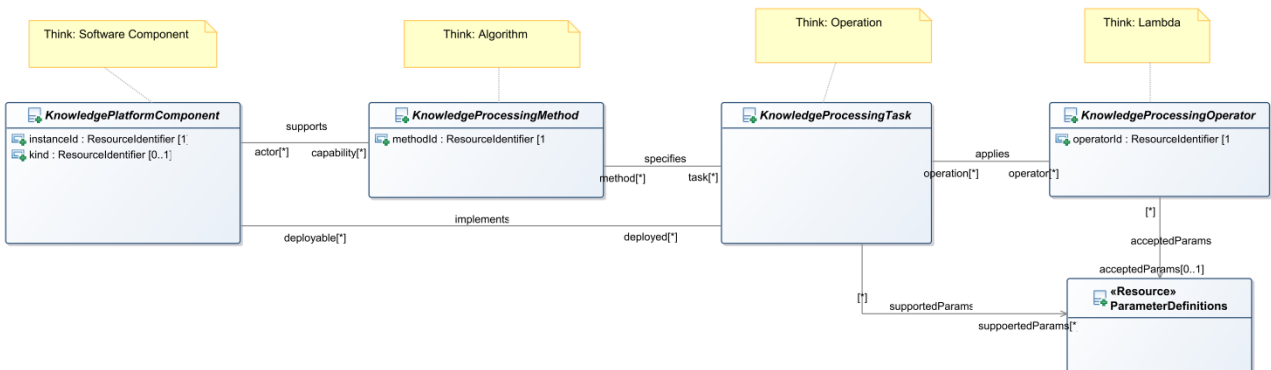 Think: Software Component
Think: Algorithm
Think: Operation
Think: Lambda
KnowledgePlatformComponent
instanceId : ResourceIdentifier [1]
kind : ResourceIdentifier [0..1]
supports
actor[*]
capability[*]
KnowledgeProcessingMethod
methodId : ResourceIdentifier [1
specifies
method[*]
task[*]
KnowledgeProcessingTask
applies
operation[*]
operator[*]
KnowledgeProcessingOperator
operatorId : ResourceIdentifier [1
implements
deployable[*]
deployed[*]
[*]
acceptedParams
acceptedParams[0..1]
[*]
supportedParams
suppoertedParams[*
«Resource»
ParameterDefinitions